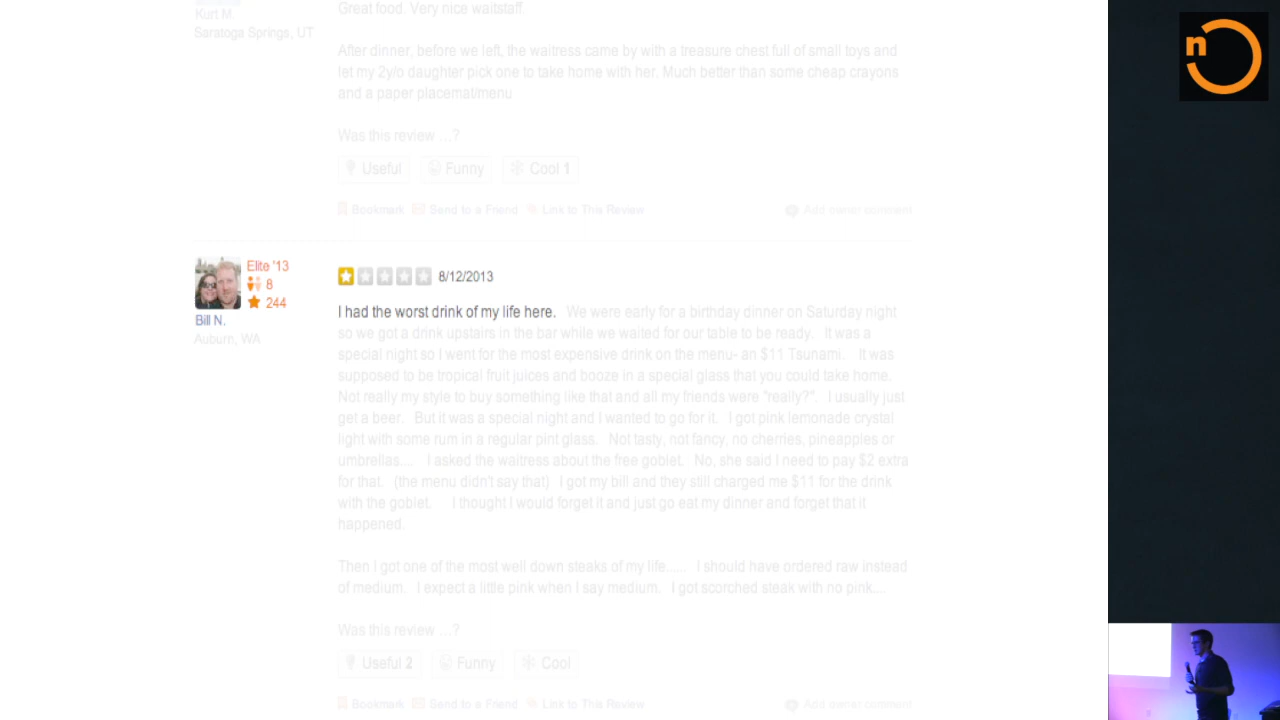 Kurt M.
Saratoga Springs, UT
Great food. Very nice waitstaff.
After dinner, before we left, the waitress came by with a treasure chest full of small toys and
let my 2y/o daughter pick one to take home with her. Much better than some cheap crayons
and a paper placemat/menu
Was this review …?
Useful
Funny
Cool 1
Bookmark
Send to a Friend
Link to This Review
Add owner comment
n
Elite '13
8
244
Bill N.
Auburn, WA
8/12/2013
I had the worst drink of my life here. We were early for a birthday dinner on Saturday night
so we got a drink upstairs in the bar while we waited for our table to be ready. It was a
special night so I went for the most expensive drink on the menu- an $11 Tsunami. It was
supposed to be tropical fruit juices and booze in a special glass that you could take home.
Not really my style to buy something like that and all my friends were "really?". I usually just
get a beer. But it was a special night and I wanted to go for it. I got pink lemonade crystal
light with some rum in a regular pint glass. Not tasty, not fancy, no cherries, pineapples or
umbrellas... I asked the waitress about the free goblet. No, she said I need to pay $2 extra
for that. (the menu didn't say that) I got my bill and they still charged me $11 for the drink
with the goblet. I thought I would forget it and just go eat my dinner and forget that it
happened.
Then I got one of the most well down steaks of my life..... I should have ordered raw instead
of medium. I expect a little pink when I say medium. I got scorched steak with no pink...
Was this review …?
Useful 2
Funny
Cool
Bookmark
Send to a Friend
Link to This Review
Add owner comment